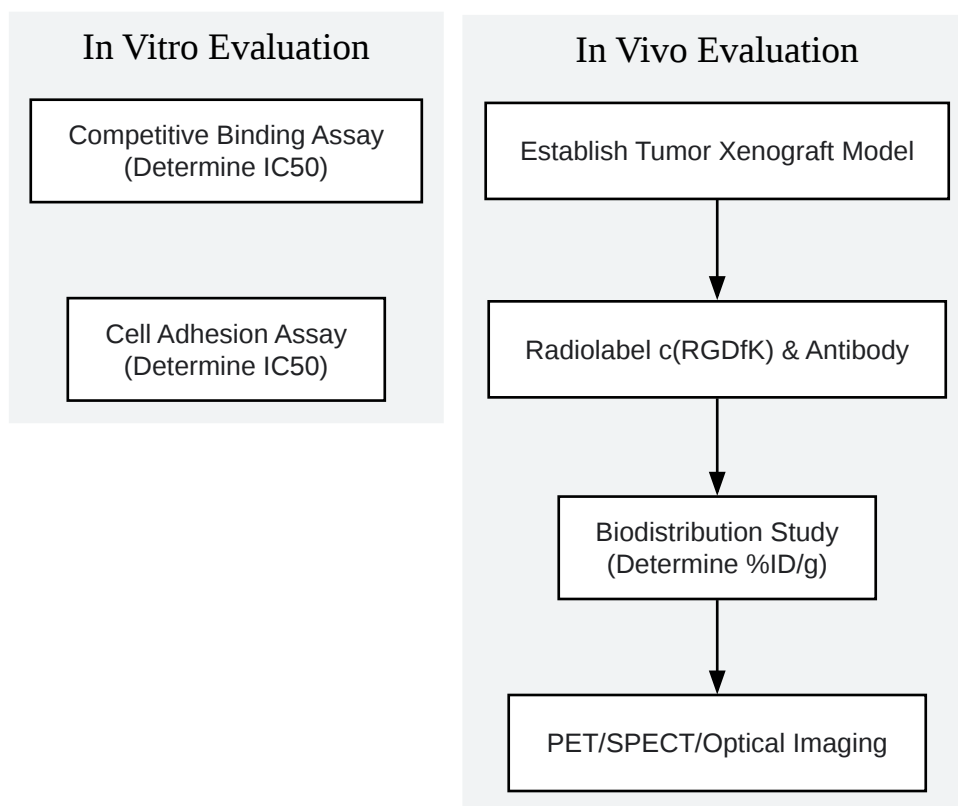 In Vitro Evaluation
Competitive Binding Assay
(Determine IC50)
Cell Adhesion Assay
(Determine IC50)
In Vivo Evaluation
Establish Tumor Xenograft Model
Radiolabel c(RGDfK) & Antibody
Biodistribution Study
(Determine %ID/g)
PET/SPECT/Optical Imaging